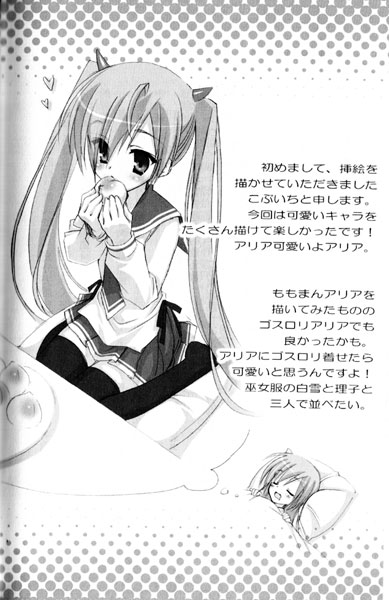 初めまして、挿絵を
描かせていただきました
こぶいちと申します。
今回は可愛いキャラを
たくさん描けて楽しかったです！
アリア可愛いよアリア。
ももまんアリアを
描いてみたものの
ゴスロリアリアでも
良かったかも。
アリアにゴスロリ着せたら
可愛いと思うんですよ！
巫女服の白雪と理子と
三人で並べたい。